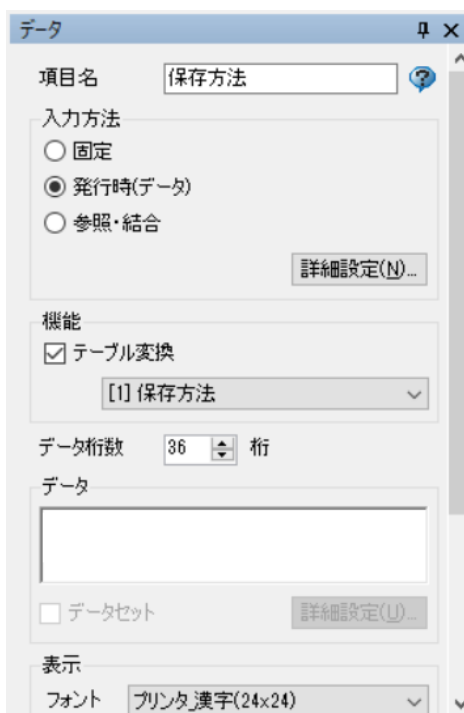 データ
項目名 保存方法
入力方法
固定
発行時(データ)
参照・結合
詳細設定(N)...
機能
テーブル変換
[1] 保存方法
データ桁数 36 桁
データ
データセット 詳細設定(U)...
表示
フォント プリンタ漢字(24x24)